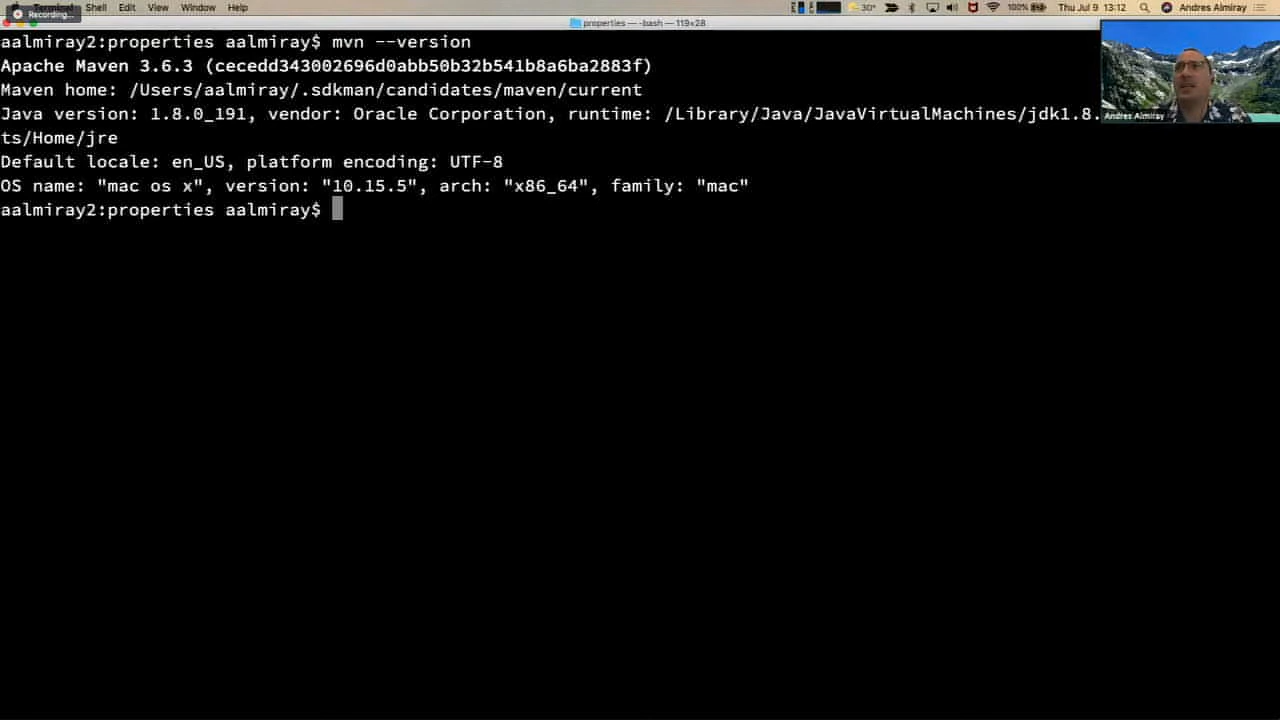 Terminal Shell Edit View Window Help 30° 100% Thu Jul 9 13:12 Andres Almiray
Recording...
properties — -bash — 119×28
aalmiray2:properties aalmiray$ mvn --version
Apache Maven 3.6.3 (cecedd343002696d0abb50b32b541b8a6ba2883f)
Maven home: /Users/aalmiray/.sdkman/candidates/maven/current
Java version: 1.8.0_191, vendor: Oracle Corporation, runtime: /Library/Java/JavaVirtualMachines/jdk1.8.
Andres Almiray
ts/Home/jre
Default locale: en_US, platform encoding: UTF-8
OS name: "mac os x", version: "10.15.5", arch: "x86_64", family: "mac"
aalmiray2:properties aalmiray$